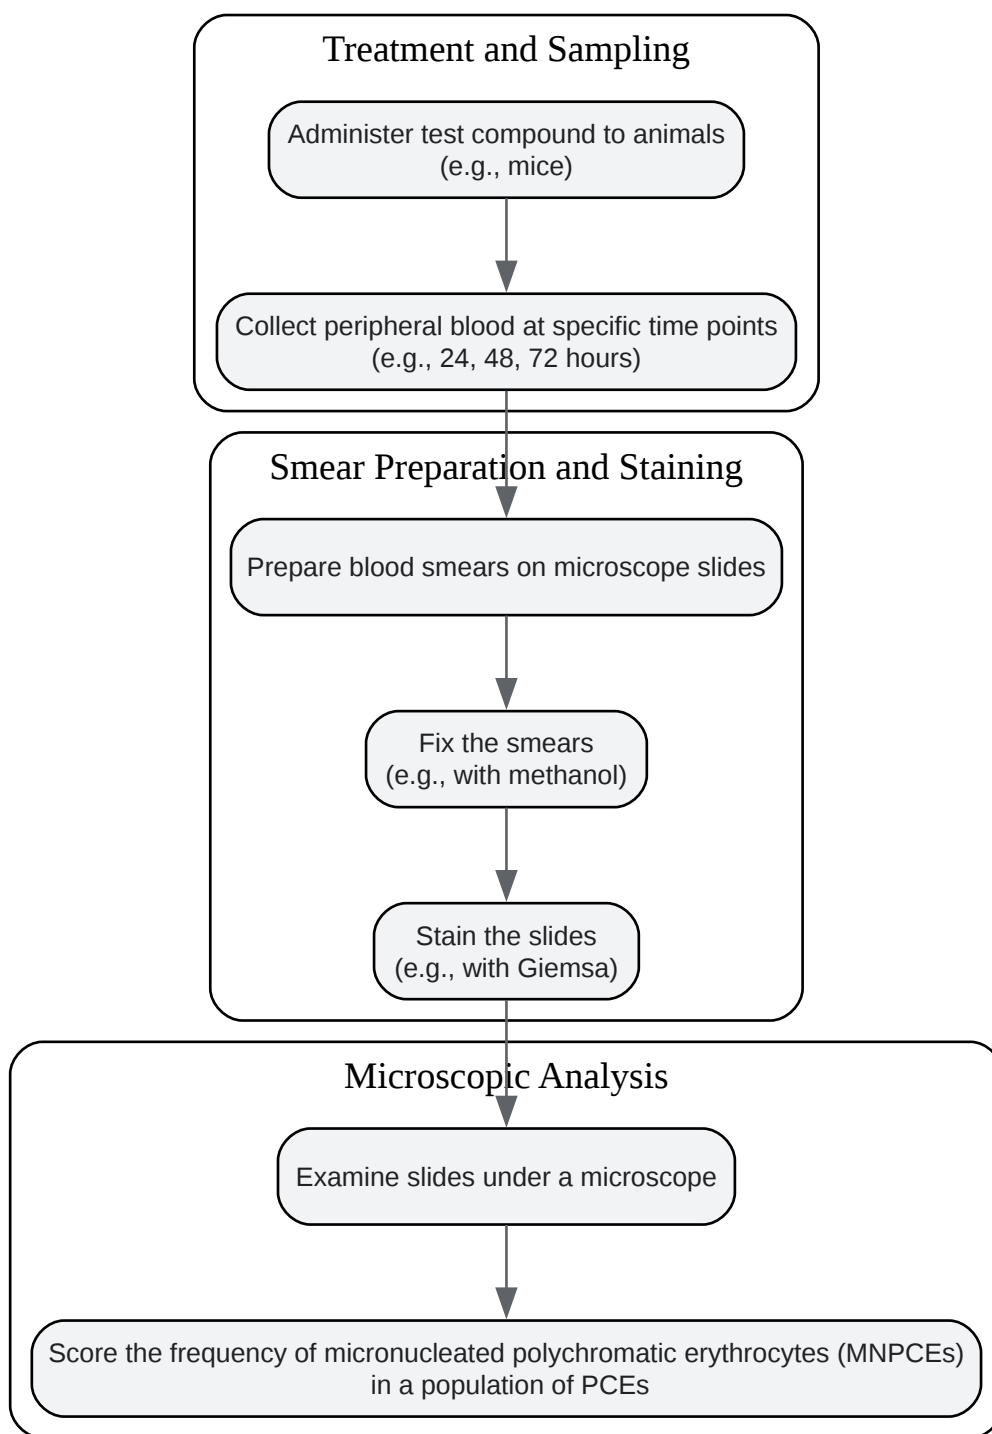 Treatment and Sampling
Administer test compound to animals
(e.g., mice)
Collect peripheral blood at specific time points
(e.g., 24, 48, 72 hours)
Smear Preparation and Staining
Prepare blood smears on microscope slides
Fix the smears
(e.g., with methanol)
Stain the slides
(e.g., with Giemsa)
Microscopic Analysis
Examine slides under a microscope
Score the frequency of micronucleated polychromatic erythrocytes (MNPCEs)
in a population of PCEs